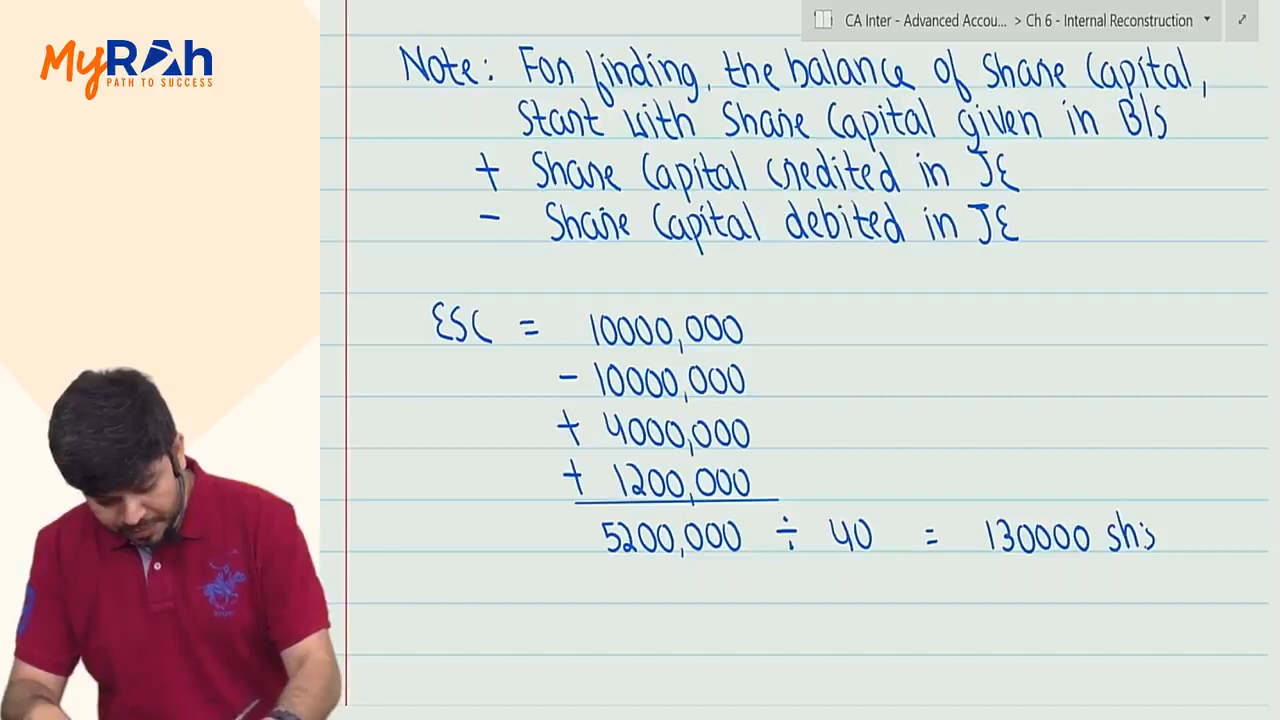 MyRAh
PATH TO SUCCESS
CA Inter - Advanced Accou... > Ch 6 - Internal Reconstruction
Note: For finding, the balance of Share Capital,
Start with Share Capital given in B/S
+ Share Capital credited in JE
- Share Capital debited in JE
ESC = 10000,000
- 10000,000
+ 4000,000
+ 1200,000
5200,000 ÷ 40 = 130000 shs